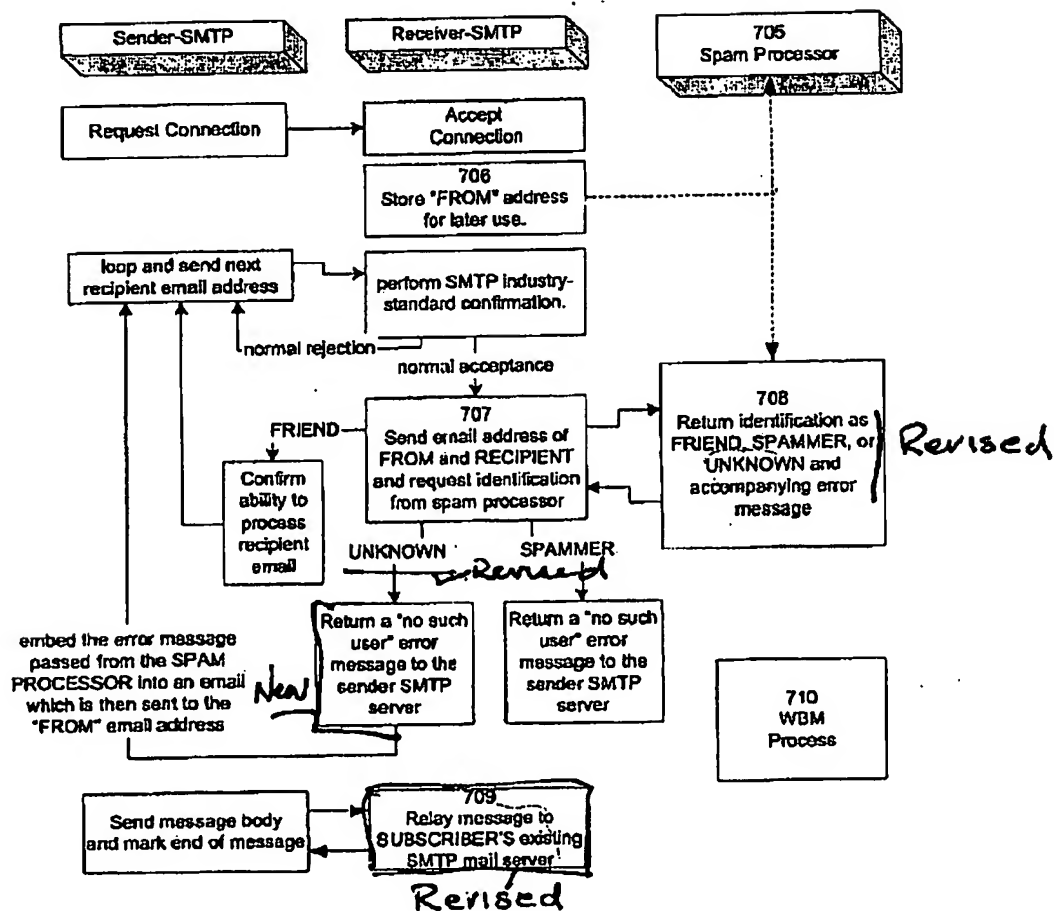 Sender-SMTP
Receiver-SMTP
705
Spam Processor
Request Connection
Accept
Connection
706
Store "FROM" address
for later use.
loop and send next
recipient email address
perform SMTP industry-
standard confirmation.
normal rejection
normal acceptance
707
Send email address of
FROM and RECIPIENT
and request identification
from spam processor
708
Return identification as
FRIEND, SPAMMER, or
UNKNOWN and
accompanying error
message
Revised
FRIEND
Confirm
ability to
process
recipient
email
UNKNOWN
SPAMMER
Revised
embed the error message
passed from the SPAM
PROCESSOR into an email
which is then sent to the
"FROM" email address
New
Return a "no such
user" error
message to the
sender SMTP
server
Return a "no such
user" error
message to the
sender SMTP
server
710
WBM
Process
Send message body
and mark end of message
709
Relay message to
SUBSCRIBER'S existing
SMTP mail server
Revised